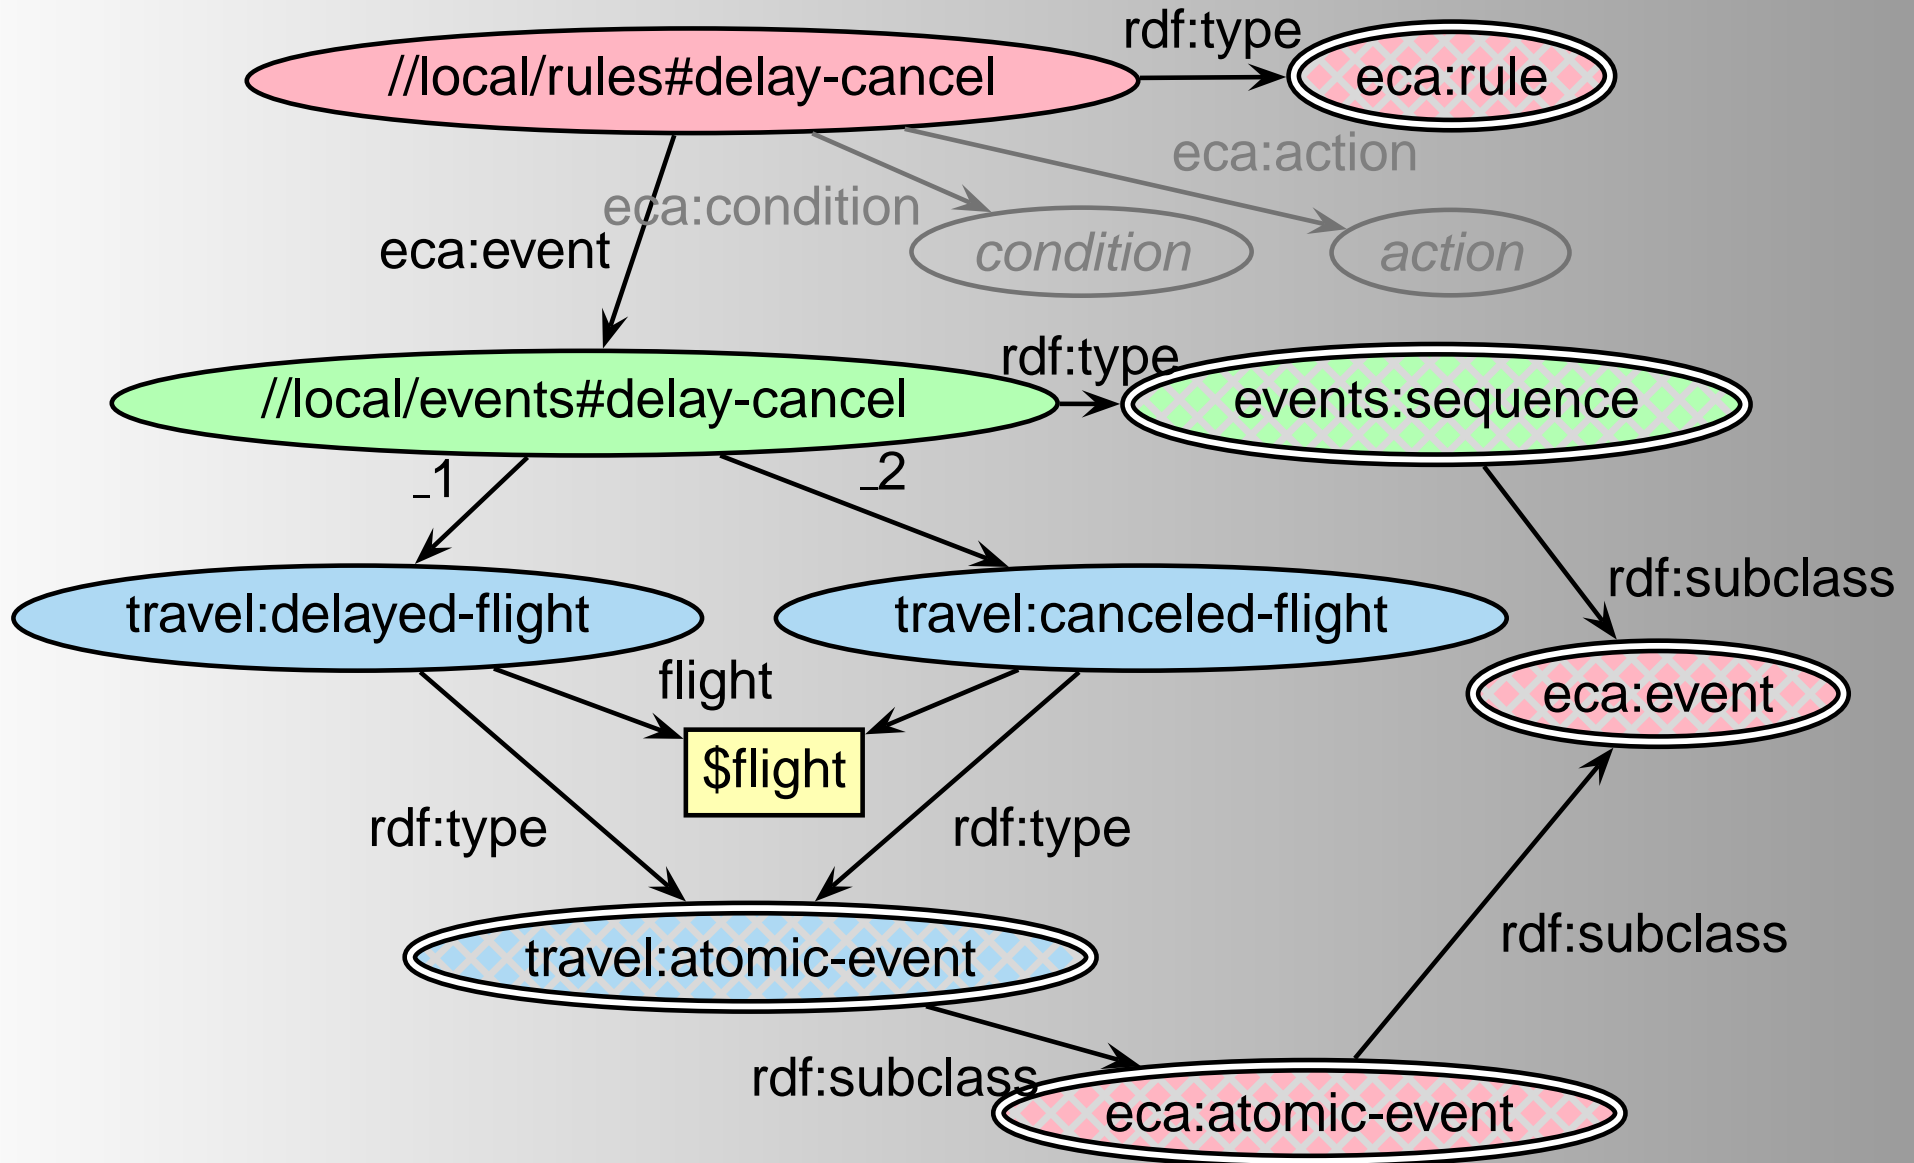 rdf:type
//local/rules#delay-cancel
eca:rule
eca:action
eca:condition
eca:event
condition
action
rdf:type
//local/events#delay-cancel
events:sequence
_1
_2
rdf:subclass
travel:delayed-flight
travel:canceled-flight
flight
eca:event
$flight
rdf:type
rdf:type
rdf:subclass
travel:atomic-event
rdf:subclass
eca:atomic-event